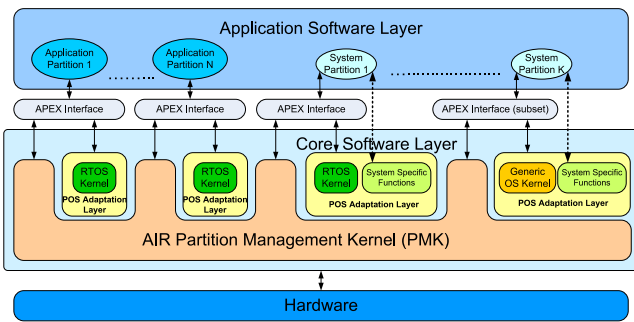 Application Software Layer
Application
Partition 1
Application
Partition N
System
Partition 1
System
Partition K
APEX Interface
APEX Interface
APEX Interface
APEX Interface (subset)
Core Software Layer
RTOS
Kernel
POS Adaptation
Layer
RTOS
Kernel
POS Adaptation
Layer
RTOS
Kernel
System Specific
Functions
POS Adaptation Layer
Generic
OS Kernel
System Specific
Functions
POS Adaptation Layer
AIR Partition Management Kernel (PMK)
Hardware